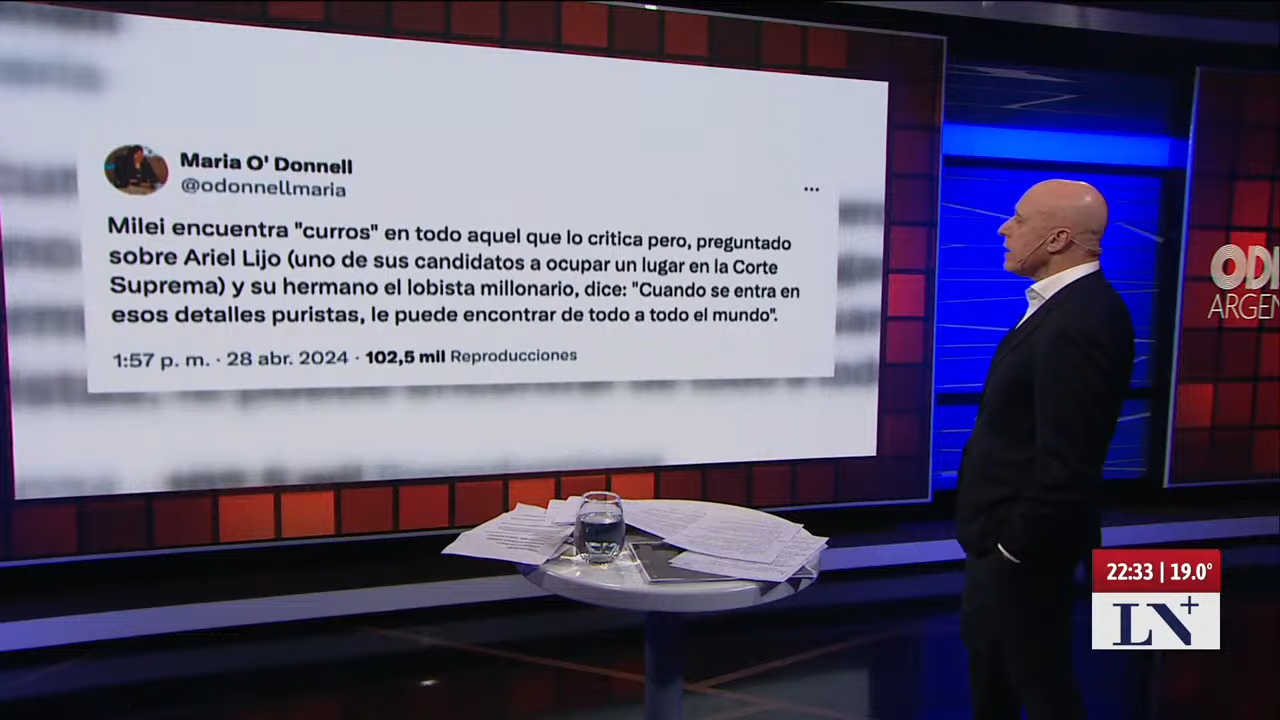 Maria O' Donnell
@odonnellmaria
Milei encuentra "curros" en todo aquel que lo critica pero, preguntado
sobre Ariel Lijo (uno de sus candidatos a ocupar un lugar en la Corte
Suprema) y su hermano el lobista millonario, dice: "Cuando se entra en
esos detalles puristas, le puede encontrar de todo a todo el mundo".
1:57 p. m. · 28 abr. 2024 · 102,5 mil Reproducciones
22:33 | 19.0°
LN+